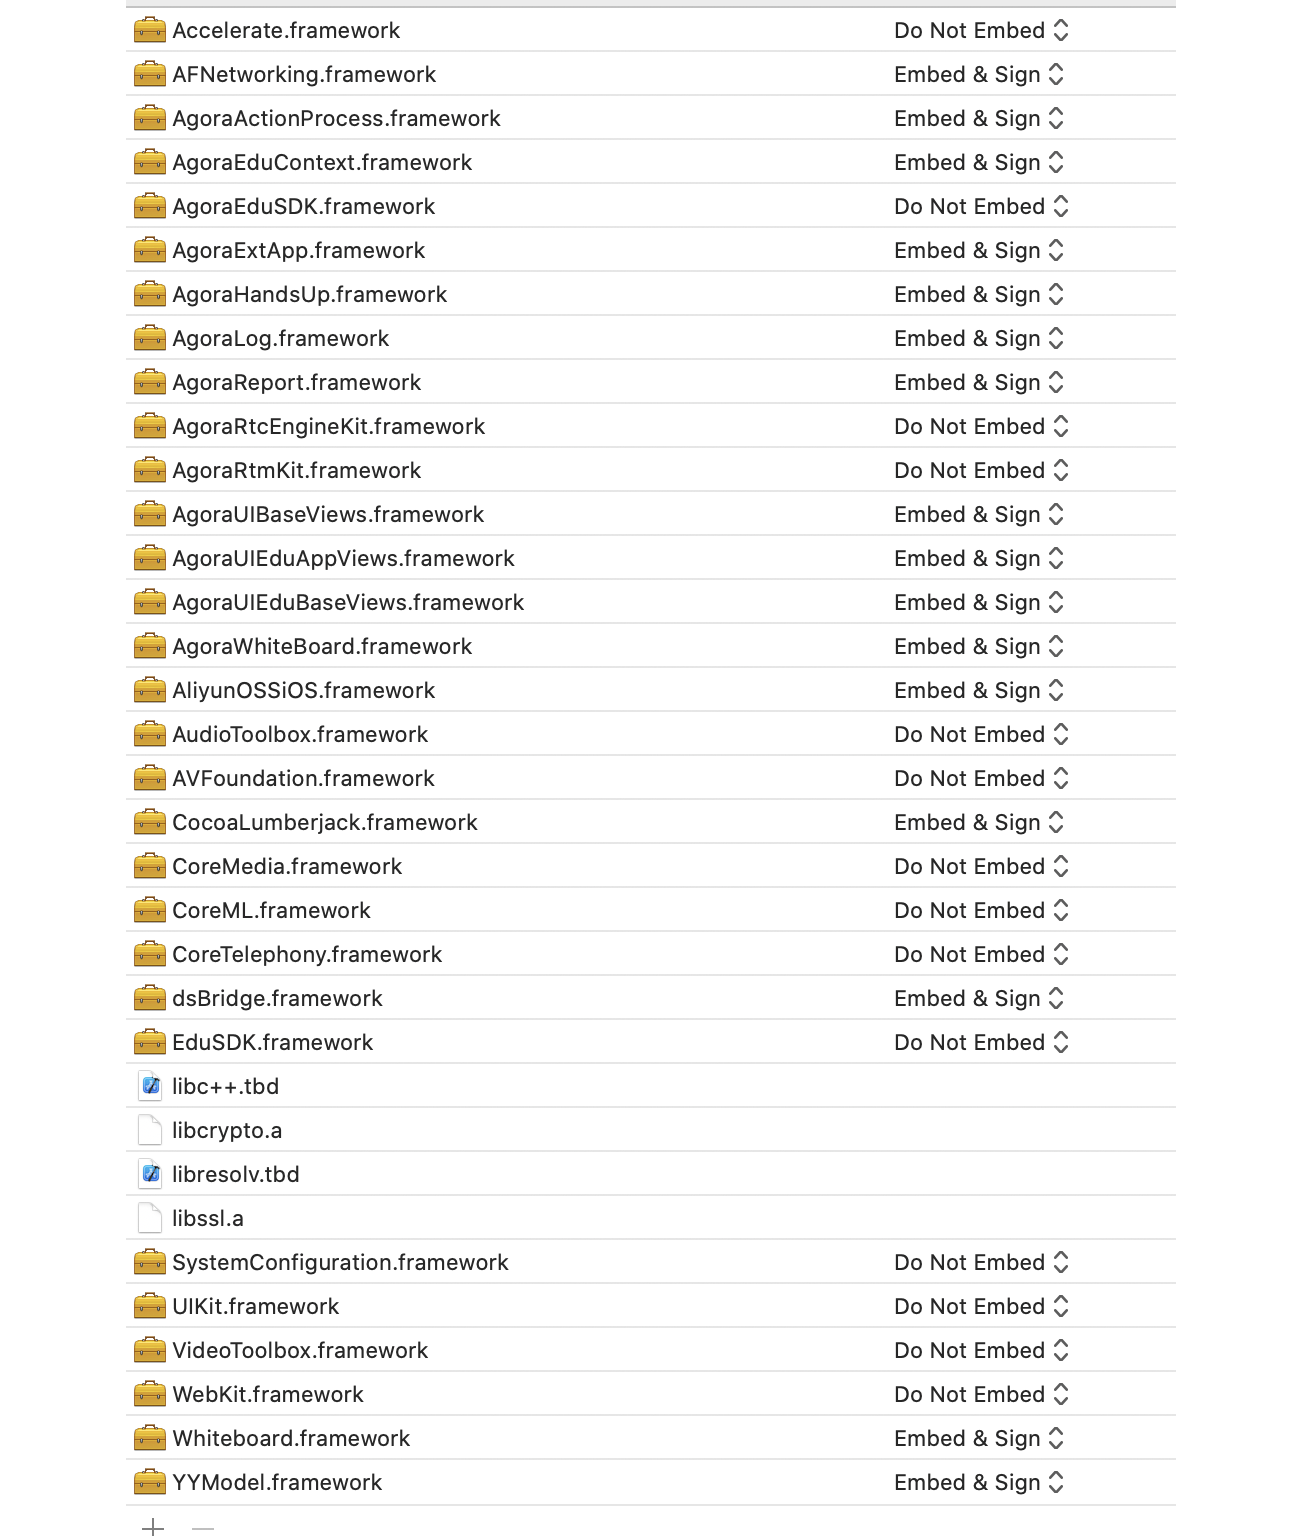 Accelerate.framework Do Not Embed
AFNetworking.framework Embed & Sign
AgoraActionProcess.framework Embed & Sign
AgoraEduContext.framework Embed & Sign
AgoraEduSDK.framework Do Not Embed
AgoraExtApp.framework Embed & Sign
AgoraHandsUp.framework Embed & Sign
AgoraLog.framework Embed & Sign
AgoraReport.framework Embed & Sign
AgoraRtcEngineKit.framework Do Not Embed
AgoraRtmKit.framework Do Not Embed
AgoraUIBaseViews.framework Embed & Sign
AgoraUIEduAppViews.framework Embed & Sign
AgoraUIEduBaseViews.framework Embed & Sign
AgoraWhiteBoard.framework Embed & Sign
AliyunOSSiOS.framework Embed & Sign
AudioToolbox.framework Do Not Embed
AVFoundation.framework Do Not Embed
CocoaLumberjack.framework Embed & Sign
CoreMedia.framework Do Not Embed
CoreML.framework Do Not Embed
CoreTelephony.framework Do Not Embed
dsBridge.framework Embed & Sign
EduSDK.framework Do Not Embed
libc++.tbd
libcrypto.a
libresolv.tbd
libssl.a
SystemConfiguration.framework Do Not Embed
UIKit.framework Do Not Embed
VideoToolbox.framework Do Not Embed
WebKit.framework Do Not Embed
Whiteboard.framework Embed & Sign
YYModel.framework Embed & Sign